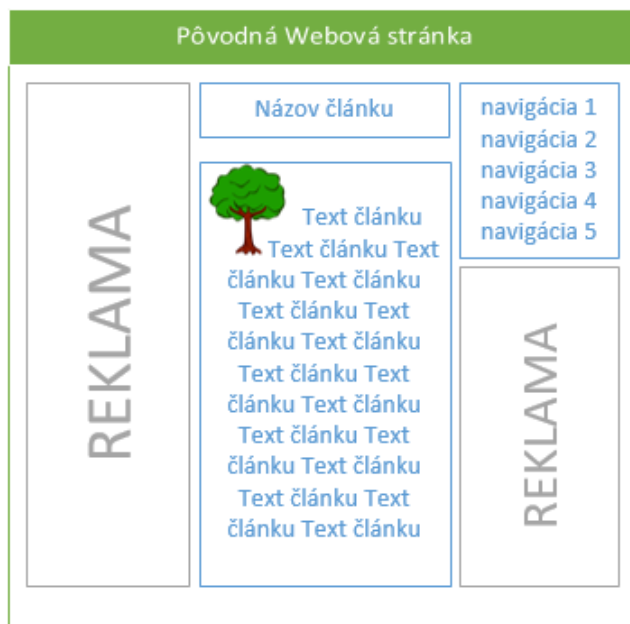 Pôvodná Webová stránka
REKLAMA
Názov článku
Text článku
Text článku Text
článku Text článku
Text článku Text
článku Text článku
Text článku Text
článku Text článku
Text článku Text
článku Text článku
Text článku Text
článku Text článku
navigácia 1
navigácia 2
navigácia 3
navigácia 4
navigácia 5
REKLAMA